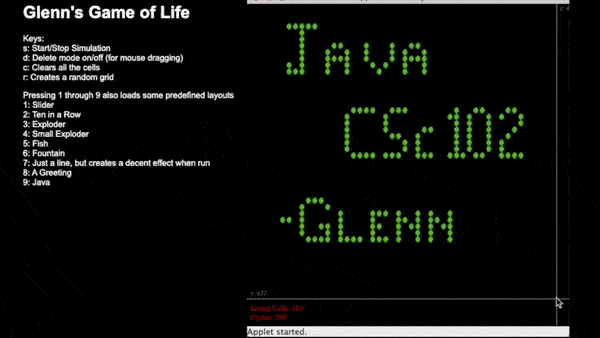 Glenn's Game of Life
Keys:
s: Start/Stop Simulation
d: Delete mode on/off (for mouse dragging)
c: Clears all the cells
r: Creates a random grid
Pressing 1 through 9 also loads some predefined layouts
1: Slider
2: Ten in a Row
3: Exploder
4: Small Exploder
5: Fish
6: Fountain
7: Just a line, but creates a decent effect when run
8: A Greeting
9: Java
JAVA
CSc102
-GLENN
Applet started.